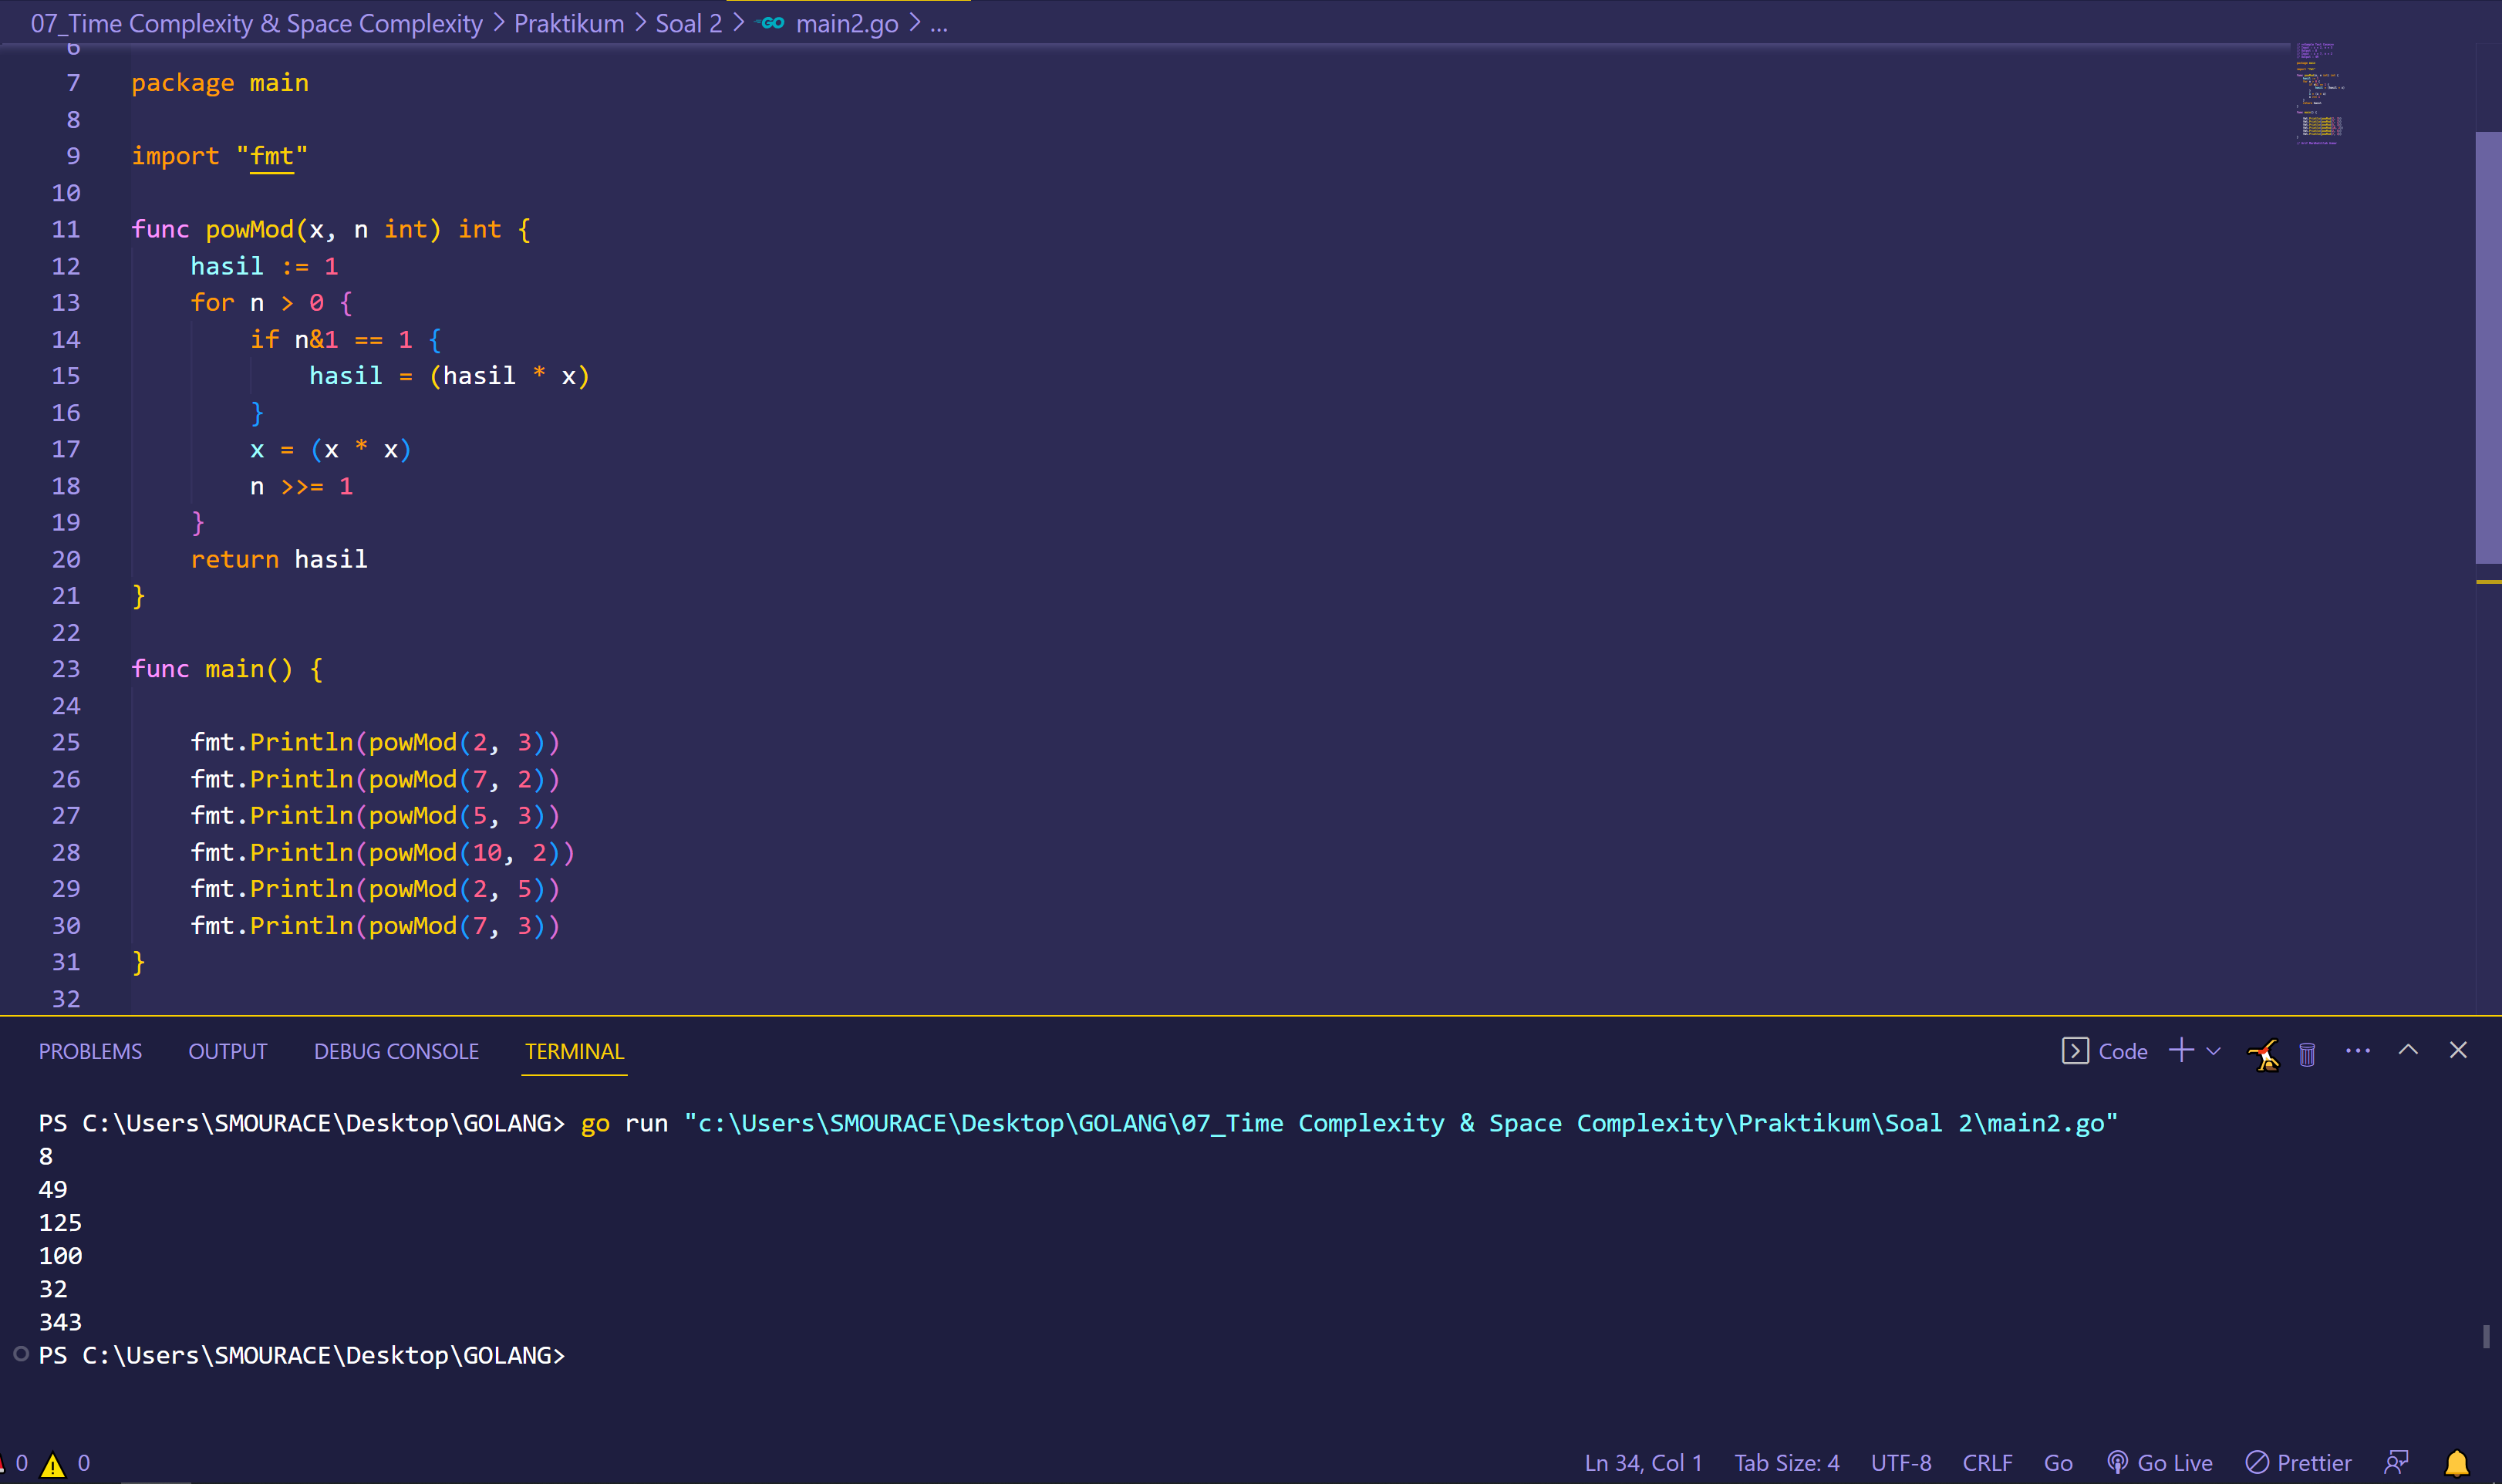 07_Time Complexity & Space Complexity > Praktikum > Soal 2 > GO main2.go > ...
6
7 package main
8
9 import "fmt"
10
11 func powMod(x, n int) int {
12     hasil := 1
13     for n > 0 {
14         if n&1 == 1 {
15             hasil = (hasil * x)
16         }
17         x = (x * x)
18         n >>= 1
19     }
20     return hasil
21 }
22
23 func main() {
24
25     fmt.Println(powMod(2, 3))
26     fmt.Println(powMod(7, 2))
27     fmt.Println(powMod(5, 3))
28     fmt.Println(powMod(10, 2))
29     fmt.Println(powMod(2, 5))
30     fmt.Println(powMod(7, 3))
31 }
32
PROBLEMS OUTPUT DEBUG CONSOLE TERMINAL Code
PS C:\Users\SMOURACE\Desktop\GOLANG> go run "c:\Users\SMOURACE\Desktop\GOLANG\07_Time Complexity & Space Complexity\Praktikum\Soal 2\main2.go"
8
49
125
100
32
343
PS C:\Users\SMOURACE\Desktop\GOLANG>
0 0 Ln 34, Col 1 Tab Size: 4 UTF-8 CRLF Go Go Live Prettier